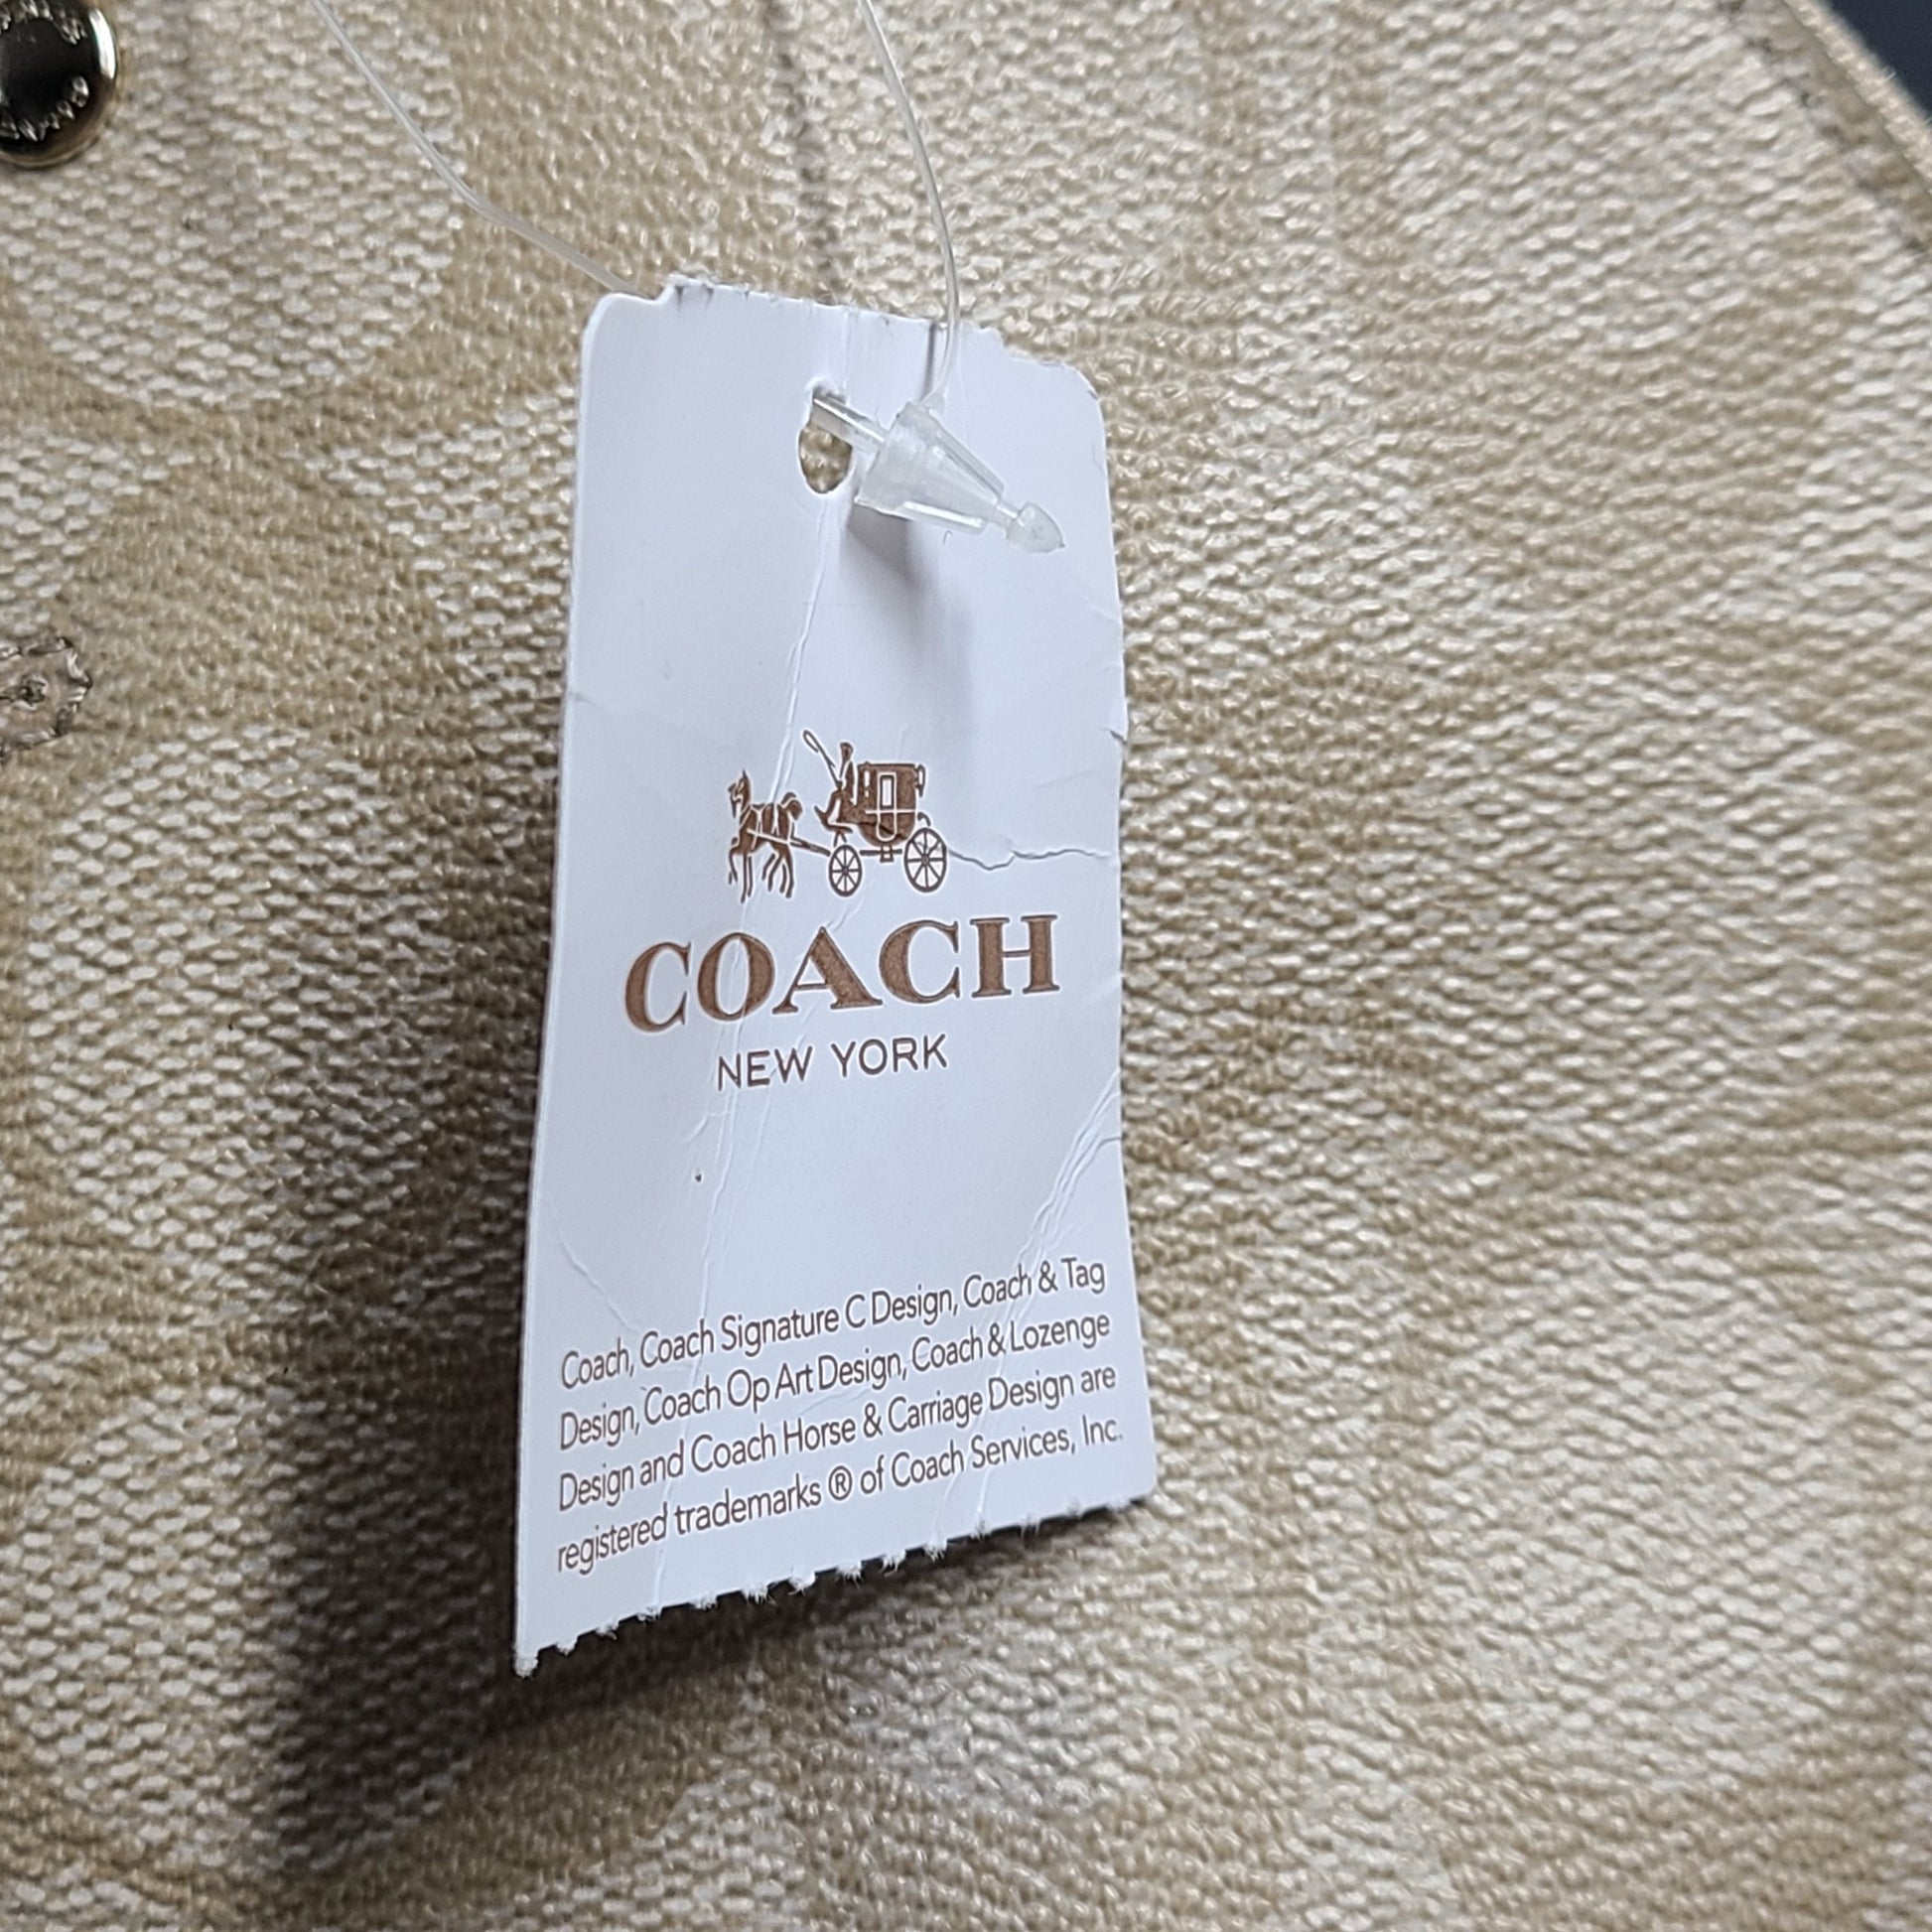 COACH
NEW YORK
Coach, Coach Signature C Design, Coach & Tag
Design, Coach Op Art Design, Coach & Lozenge
Design and Coach Horse & Carriage Design are
registered trademarks ® of Coach Services, Inc.